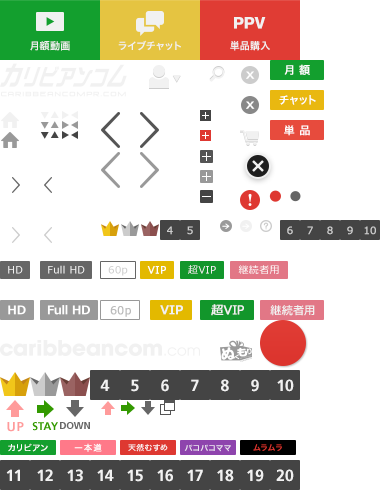 月額動画 ライブチャット PPV 単品購入
カリビアンコム
CARIBBEANCOM.COM
月額
チャット
単品
4 5 6 7 8 9 10
HD Full HD 60p VIP 超VIP 継続者用
HD Full HD 60p VIP 超VIP 継続者用
caribbeancom.com
4 5 6 7 8 9 10
UP STAY DOWN
カリビアン 一本道 天然むすめ パコパコママ ムラムラ
11 12 13 14 15 16 17 18 19 20